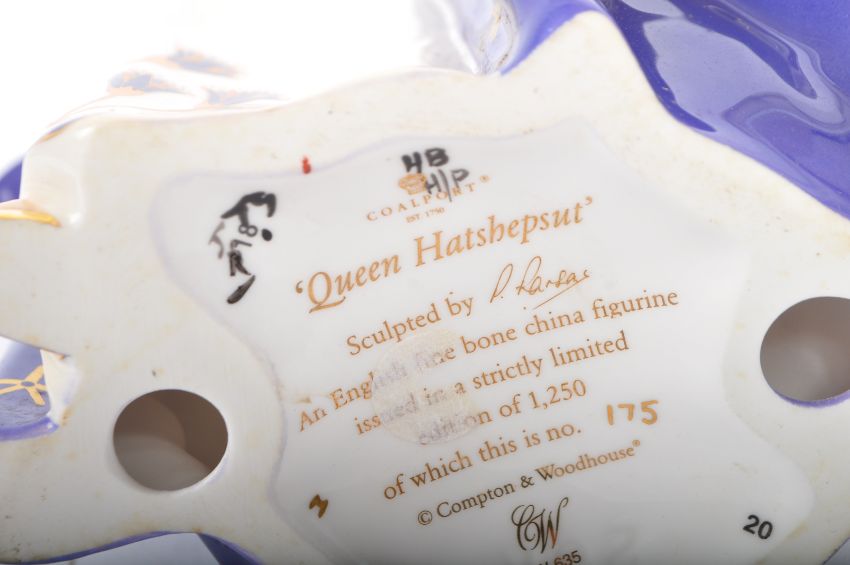 HB
H/P
COALPORT®
EST 1750
'Queen Hatshepsut'
Sculpted by
An English fine bone china figurine
issued in a strictly limited
edition of 1,250
of which this is no. 175
© Compton & Woodhouse®
CW
20
635